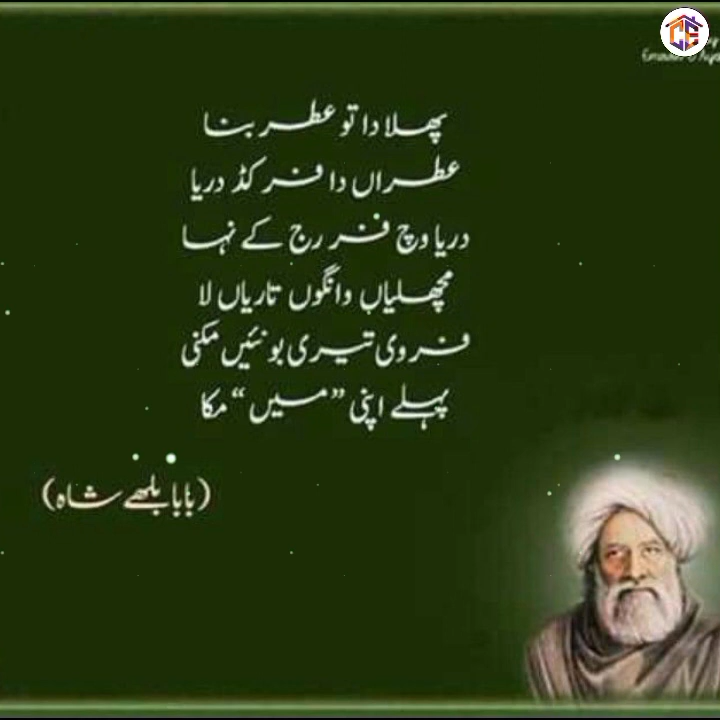 پھلا دا تو عطر بنا
عطراں دا فر کڈ دریا
دریا وچ فر رج کے نہا
مچھلیاں وانگوں تاریاں لا
فر وی تیری بو نئیں مکنی
پہلے اپنی ”میں“ مکا
(بابا بلھے شاہ)